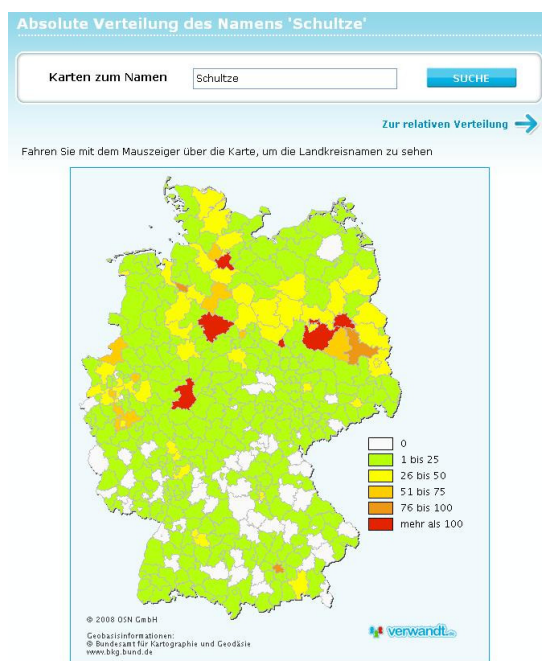 Absolute Verteilung des Namens 'Schultze'
Karten zum Namen
Schultze
SUCHE
Zur relativen Verteilung
Fahren Sie mit dem Mauszeiger über die Karte, um die Landkreisnamen zu sehen
0
1 bis 25
26 bis 50
51 bis 75
76 bis 100
mehr als 100
© 2008 OSN GmbH
Geobasisinformationen:
© Bundesamt für Kartographie und Geodäsie
www.bkg.bund.de
verwandt.de